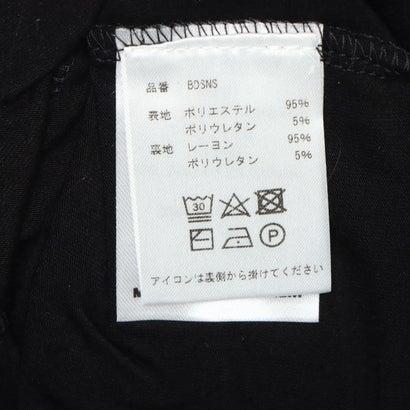 品番 BDSNS
表地 ポリエステル 95%
ポリウレタン 5%
裏地 レーヨン 95%
ポリウレタン 5%
30
P
アイコンは裏側から掛けてください